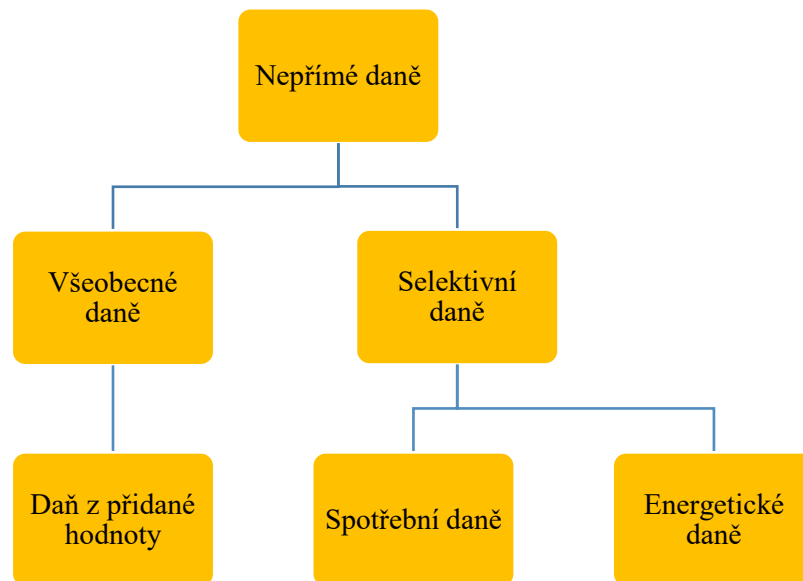 Nepřímé daně
Všeobecné
daně
Selektivní
daně
Daň z přidané
hodnoty
Spotřební daně
Energetické
daně